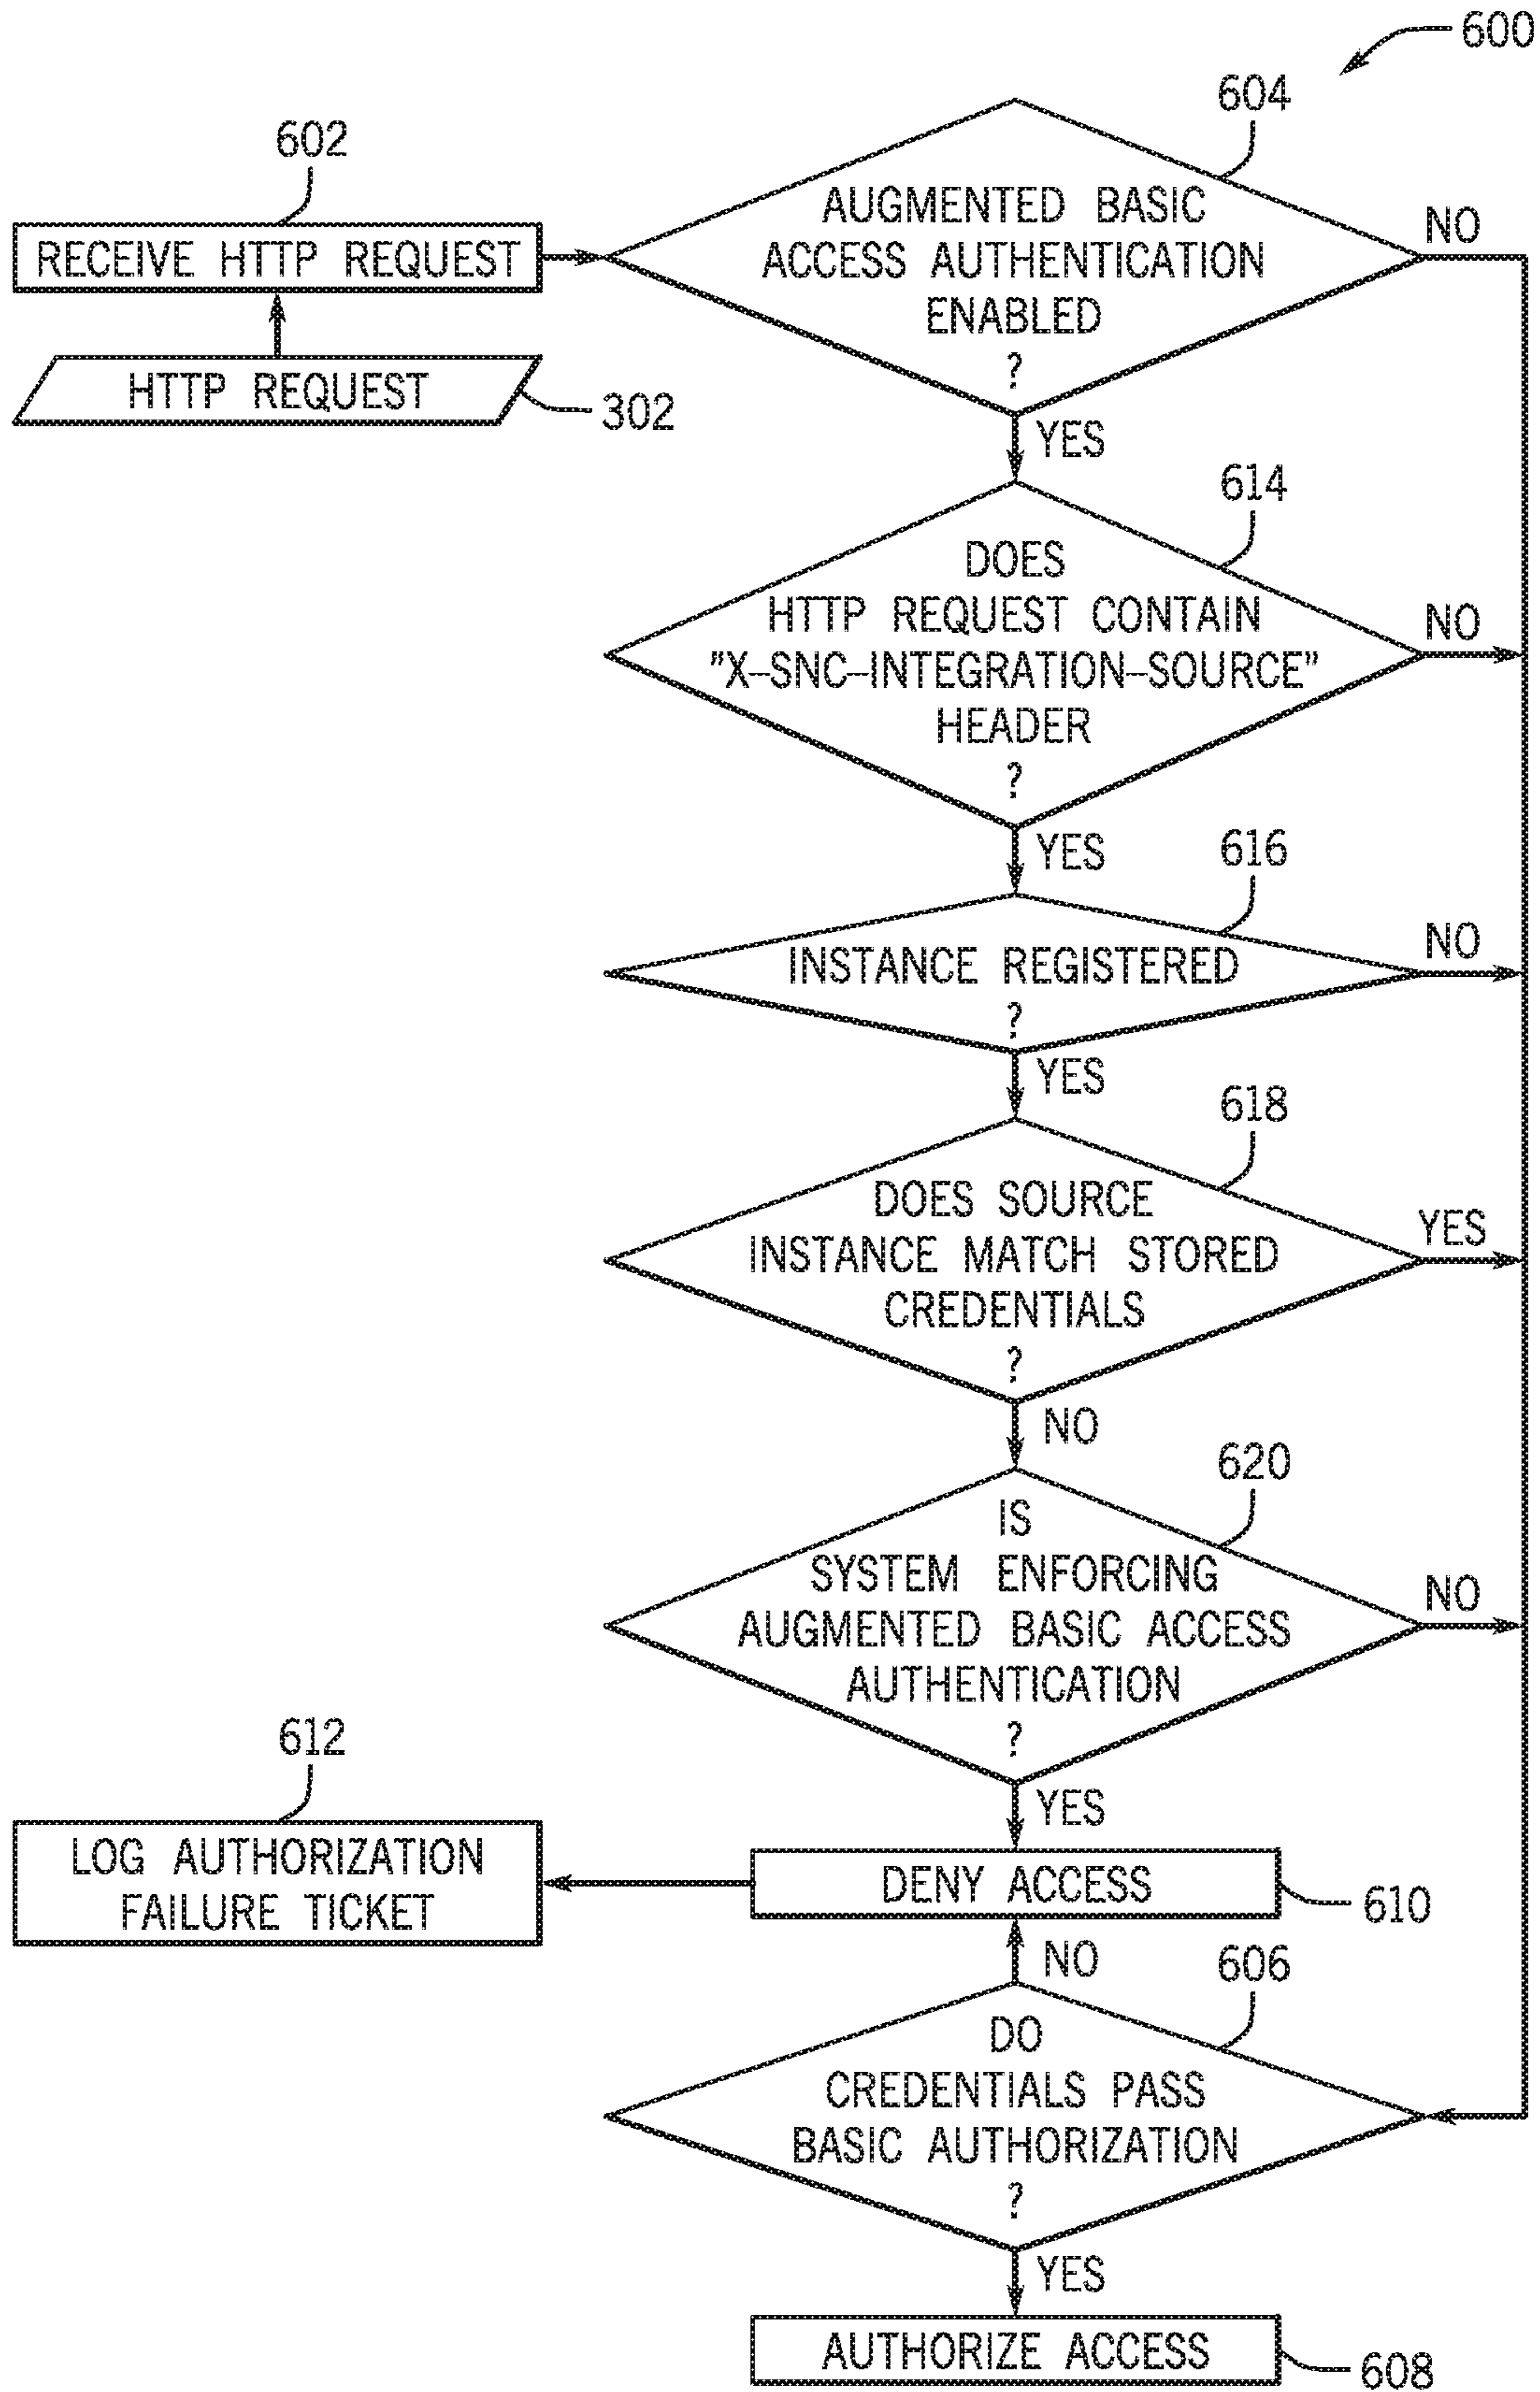 600
604
602
AUGMENTED BASIC
ACCESS AUTHENTICATION
ENABLED
?
NO
RECEIVE HTTP REQUEST
HTTP REQUEST
302
YES
614
DOES
HTTP REQUEST CONTAIN
"X-SNC-INTEGRATION-SOURCE"
HEADER
?
NO
YES
616
INSTANCE REGISTERED
?
NO
YES
618
DOES SOURCE
INSTANCE MATCH STORED
CREDENTIALS
?
YES
NO
620
IS
SYSTEM ENFORCING
AUGMENTED BASIC ACCESS
AUTHENTICATION
?
NO
YES
612
LOG AUTHORIZATION
FAILURE TICKET
DENY ACCESS
610
NO
606
DO
CREDENTIALS PASS
BASIC AUTHORIZATION
?
YES
AUTHORIZE ACCESS
608